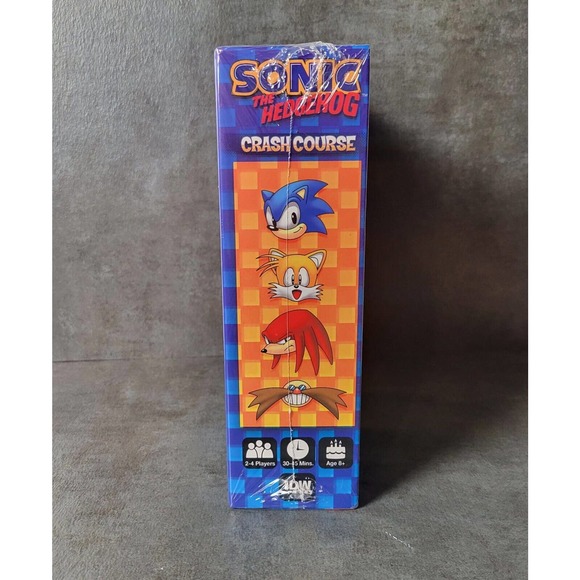 SONIC
THE
HEDGEHOG
CRASH COURSE
2-4 Players
30-45 Mins.
Age 8+
IDW